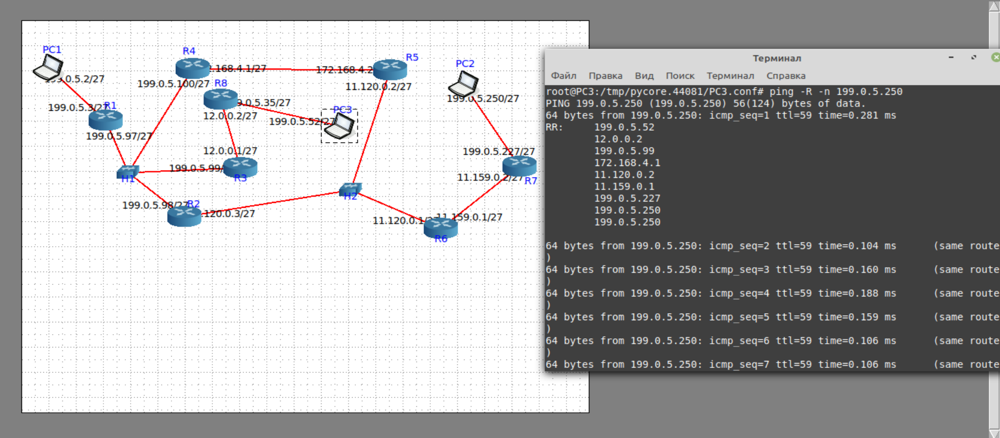 PC1
.0.5.2/27
199.0.5.3/27
R1
199.0.5.97/27
R4
.168.4.1/27
199.0.5.100/27
R8
9.0.5.35/27
12.0.0.2/27
199.0.5.52/27
PC3
172.168.4.2
R5
11.120.0.2/27
PC2
199.0.5.250/27
12.0.0.1/27
199.0.5.99/
R3
H1
199.0.5.98/27
R2
.120.0.3/27
H2
199.0.5.227/27
11.159.0.2/27
R7
11.120.0.1/27
11.159.0.1/27
R6
Терминал
Файл Правка Вид Поиск Терминал Справка
root@PC3:/tmp/pycore.44081/PC3.conf# ping -R -n 199.0.5.250
PING 199.0.5.250 (199.0.5.250) 56(124) bytes of data.
64 bytes from 199.0.5.250: icmp_seq=1 ttl=59 time=0.281 ms
RR: 199.0.5.52
12.0.0.2
199.0.5.99
172.168.4.1
11.120.0.2
11.159.0.1
199.0.5.227
199.0.5.250
199.0.5.250
64 bytes from 199.0.5.250: icmp_seq=2 ttl=59 time=0.104 ms (same route
)
64 bytes from 199.0.5.250: icmp_seq=3 ttl=59 time=0.160 ms (same route
)
64 bytes from 199.0.5.250: icmp_seq=4 ttl=59 time=0.188 ms (same route
)
64 bytes from 199.0.5.250: icmp_seq=5 ttl=59 time=0.159 ms (same route
)
64 bytes from 199.0.5.250: icmp_seq=6 ttl=59 time=0.106 ms (same route
)
64 bytes from 199.0.5.250: icmp_seq=7 ttl=59 time=0.106 ms (same route